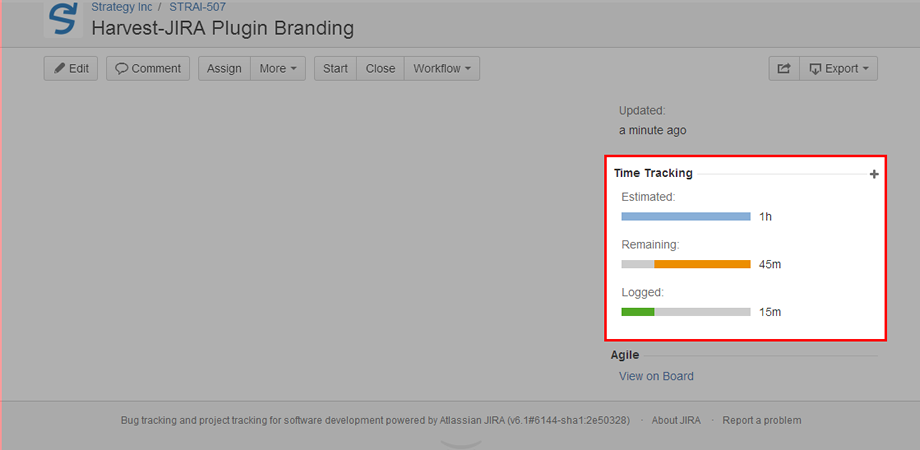 Strategy Inc / STRAI-507
Harvest-JIRA Plugin Branding
Edit Comment Assign More Start Close Workflow Export
Updated:
a minute ago
Time Tracking
Estimated:
1h
Remaining:
45m
Logged:
15m
Agile
View on Board
Bug tracking and project tracking for software development powered by Atlassian JIRA (v6.1#6144-sha1:2e50328) · About JIRA · Report a problem